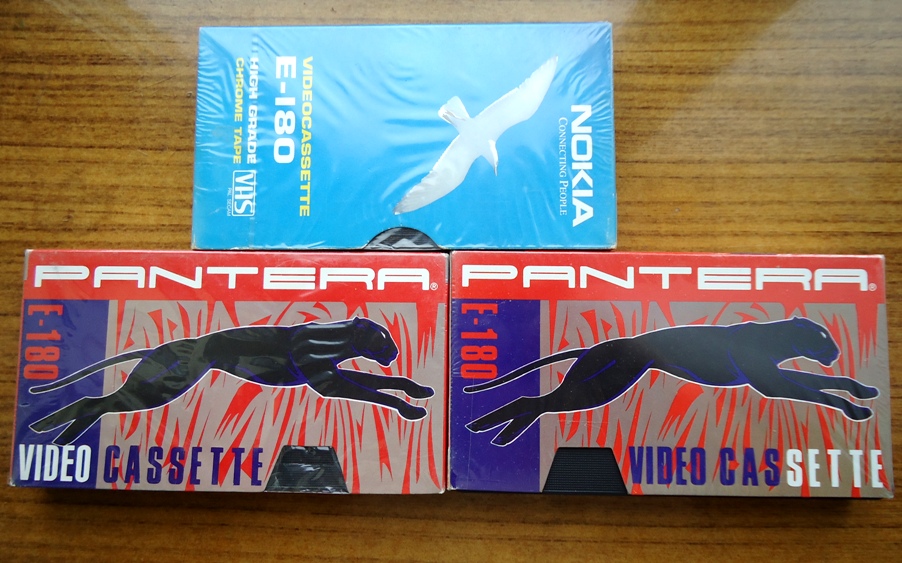 NOKIA
CONNECTING PEOPLE
VIDEOCASSETTE
E-180
HIGH GRADE
CHROME TAPE
VHS
PANTERA®
E-180
VIDEO CASSETTE
PANTERA®
E-180
VIDEO CASSETTE